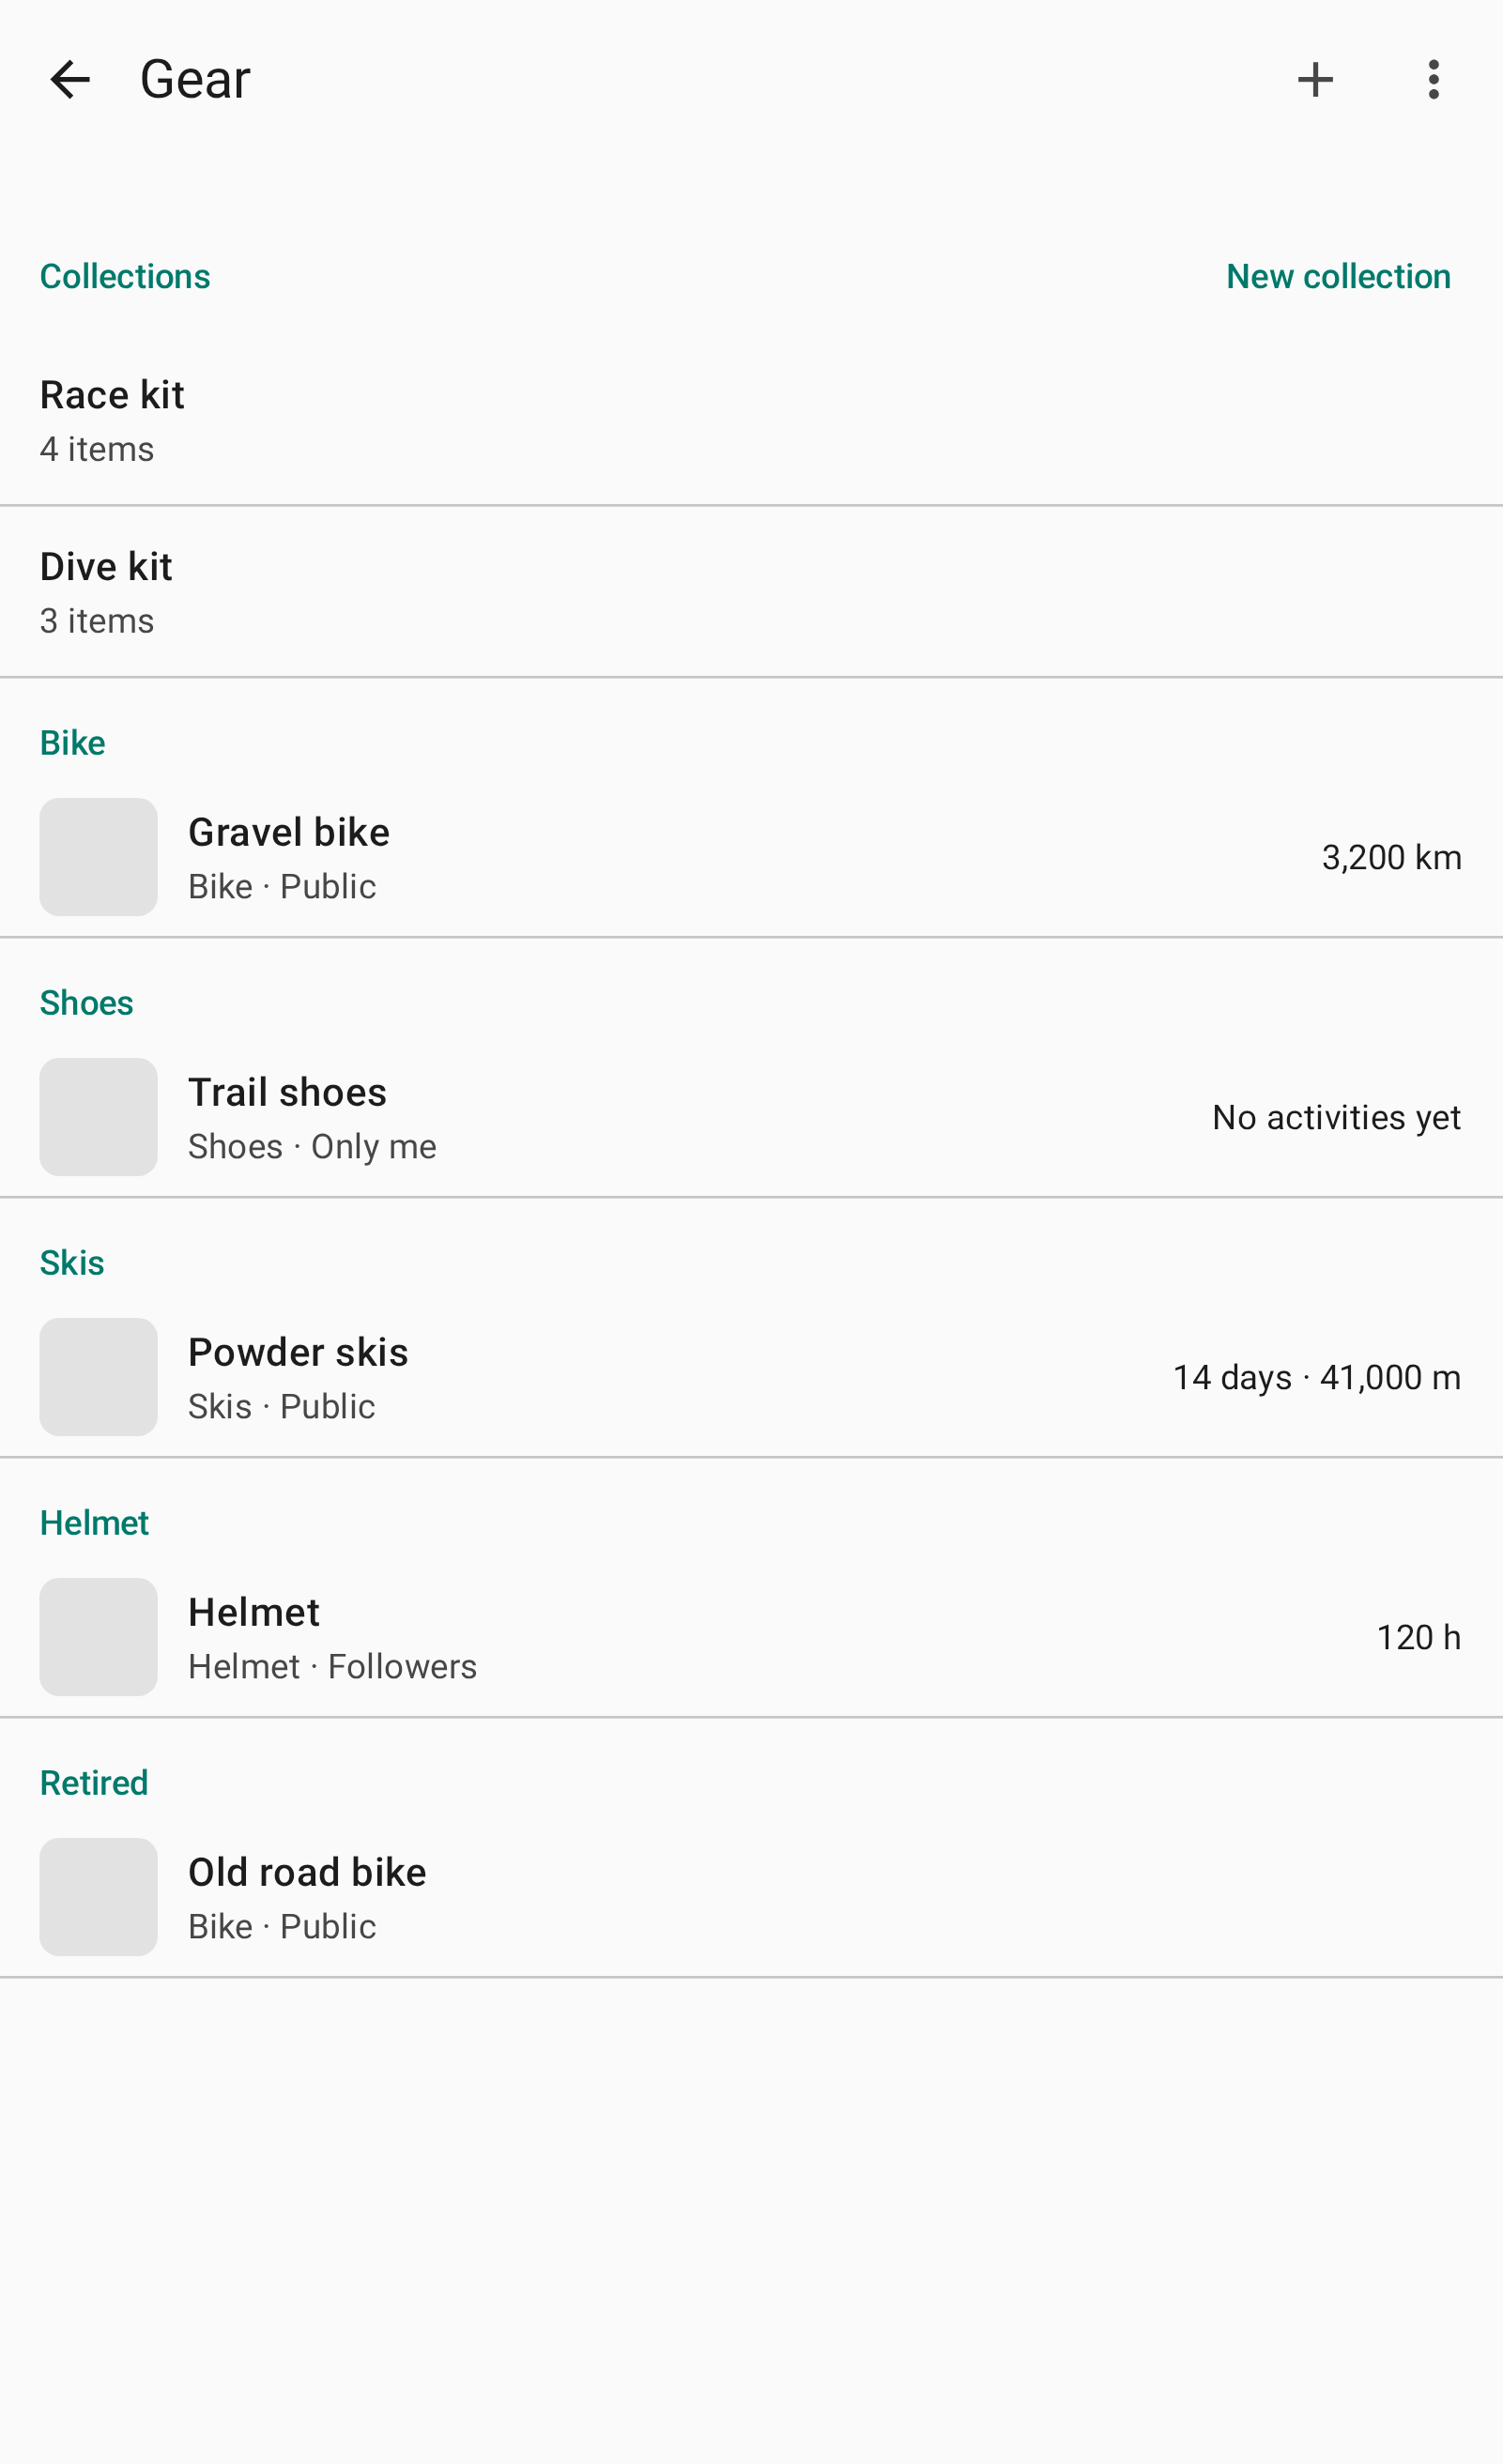 Gear
Collections
New collection
Race kit
4 items
Dive kit
3 items
Bike
Gravel bike
Bike · Public
3,200 km
Shoes
Trail shoes
Shoes · Only me
No activities yet
Skis
Powder skis
Skis · Public
14 days · 41,000 m
Helmet
Helmet
Helmet · Followers
120 h
Retired
Old road bike
Bike · Public